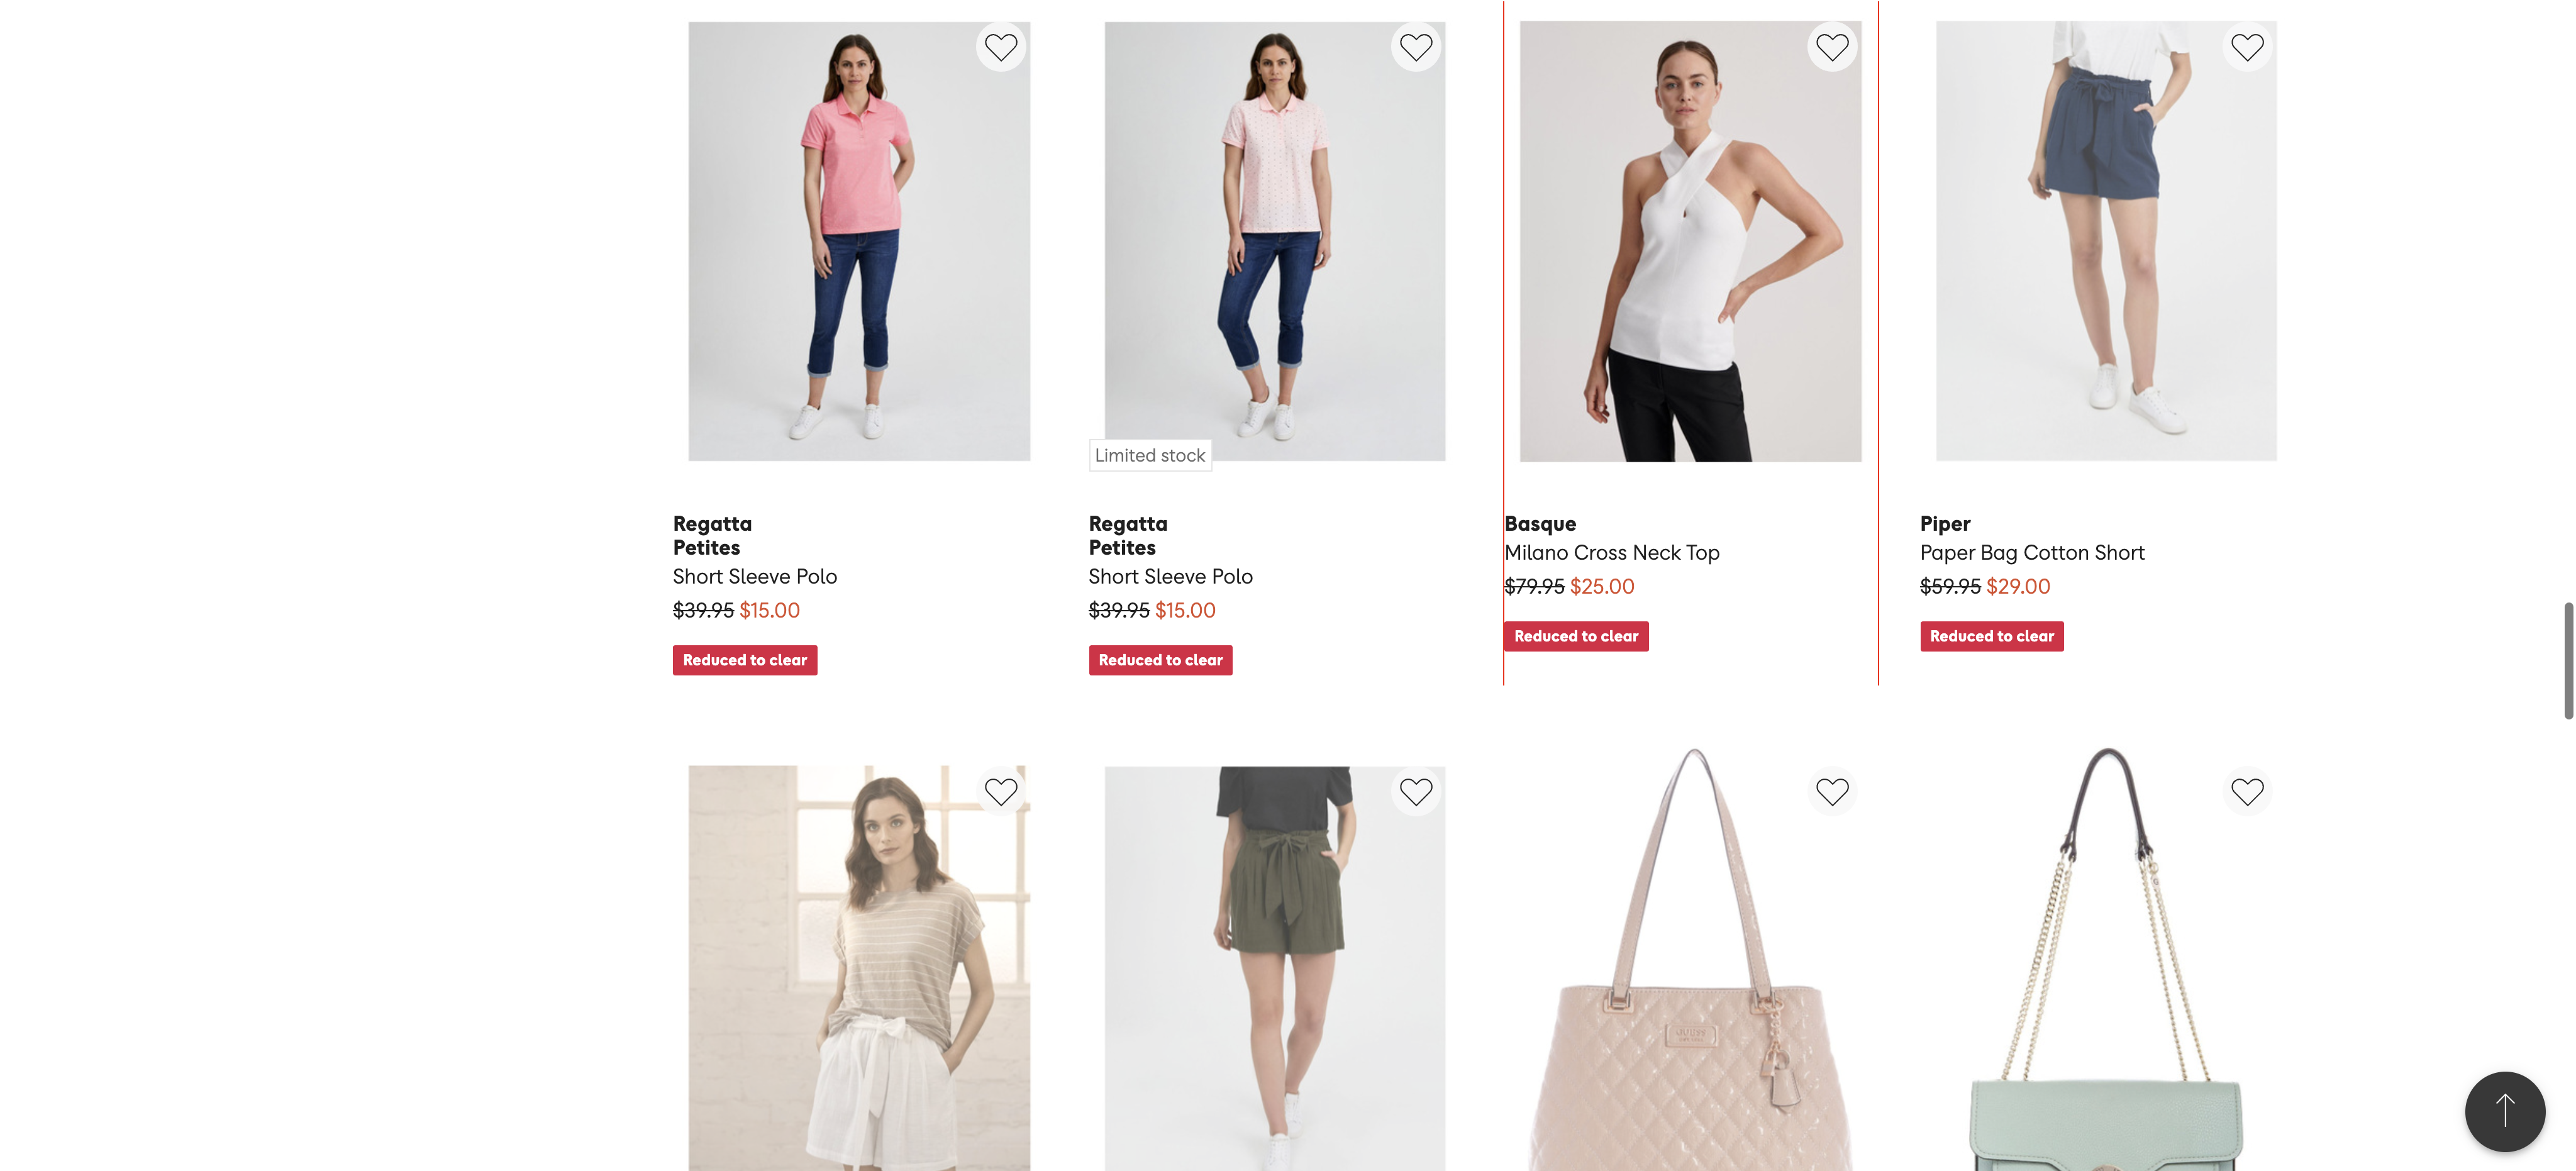 Limited stock
Regatta
Petites
Short Sleeve Polo
$39.95 $15.00
Reduced to clear
Regatta
Petites
Short Sleeve Polo
$39.95 $15.00
Reduced to clear
Basque
Milano Cross Neck Top
$79.95 $25.00
Reduced to clear
Piper
Paper Bag Cotton Short
$59.95 $29.00
Reduced to clear